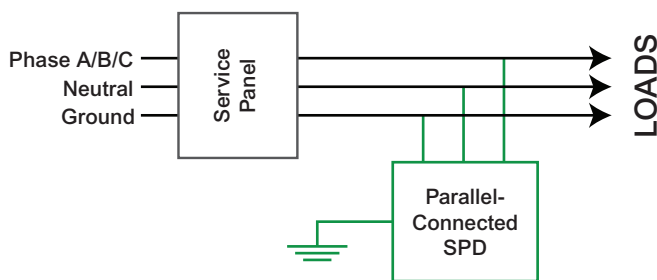 Phase A/B/C
Neutral
Ground
Service
Panel
LOADS
Parallel-
Connected
SPD